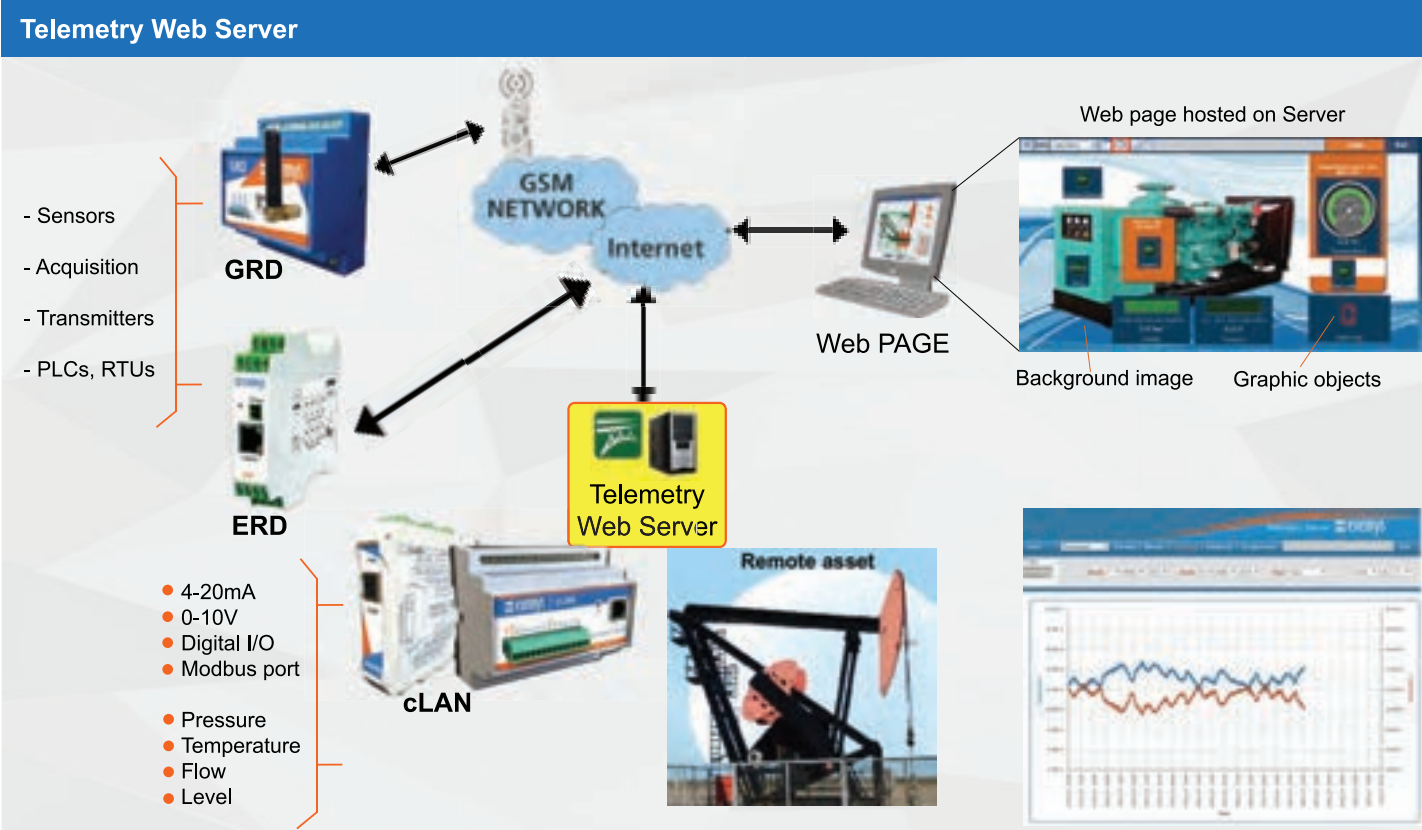 Telemetry Web Server
Web page hosted on Server
GSM
NETWORK
Internet
- Sensors
- Acquisition
- Transmitters
- PLCs, RTUs
GRD
Web PAGE
Background image
Graphic objects
ERD
Telemetry
Web Server
Remote asset
4-20mA
0-10V
Digital I/O
Modbus port
Pressure
Temperature
Flow
Level
cLAN